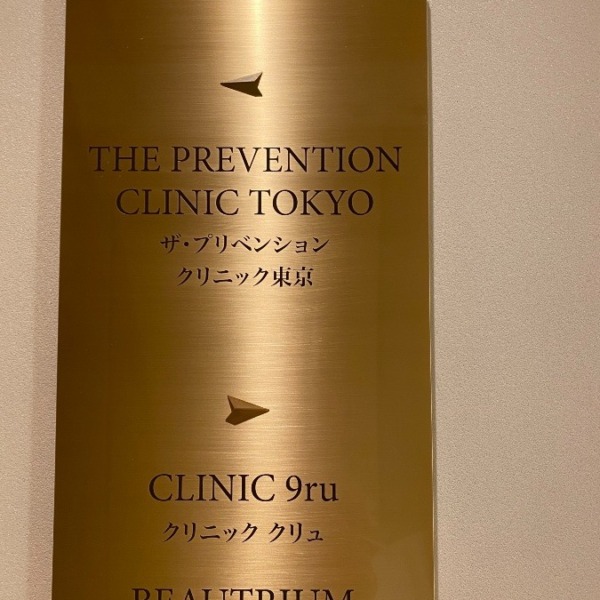 THE PREVENTION
CLINIC TOKYO
ザ・プリベンション
クリニック東京
CLINIC 9ru
クリニック クリュ
BEAUTRIUM